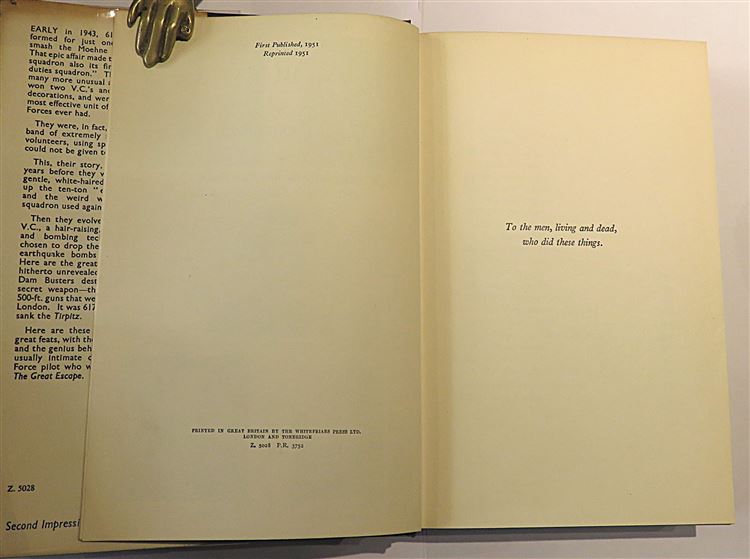 EARLY in 1943, 61
formed for just one
smash the Moehne
That epic affair made t
squadron also its fir
duties squadron." Th
many more unusual
won two V.C.'s and
decorations, and wer
most effective unit of
Forces ever had.
They were, in fact,
band of extremely
volunteers, using sp
could not be given t
This, their story,
years before they w
gentle, white-haired
up the ten-ton "e
and the weird w
squadron used again
Then they evolve
V.C., a hair-raising,
and bombing tec
chosen to drop the
earthquake bombs
Here are the great
hitherto unrevealed
Dam Busters dest
secret weapon—th
500-ft. guns that we
London. It was 617
sank the Tirpitz.
Here are these
great feats, with the
and the genius beh
usually intimate c
Force pilot who w
The Great Escape.
Z. 5028
Second Impressi
First Published, 1951
Reprinted 1951
PRINTED IN GREAT BRITAIN BY THE WHITEFRIARS PRESS LTD.
LONDON AND TONBRIDGE
Z. 5028 P.R. 3752
To the men, living and dead,
who did these things.